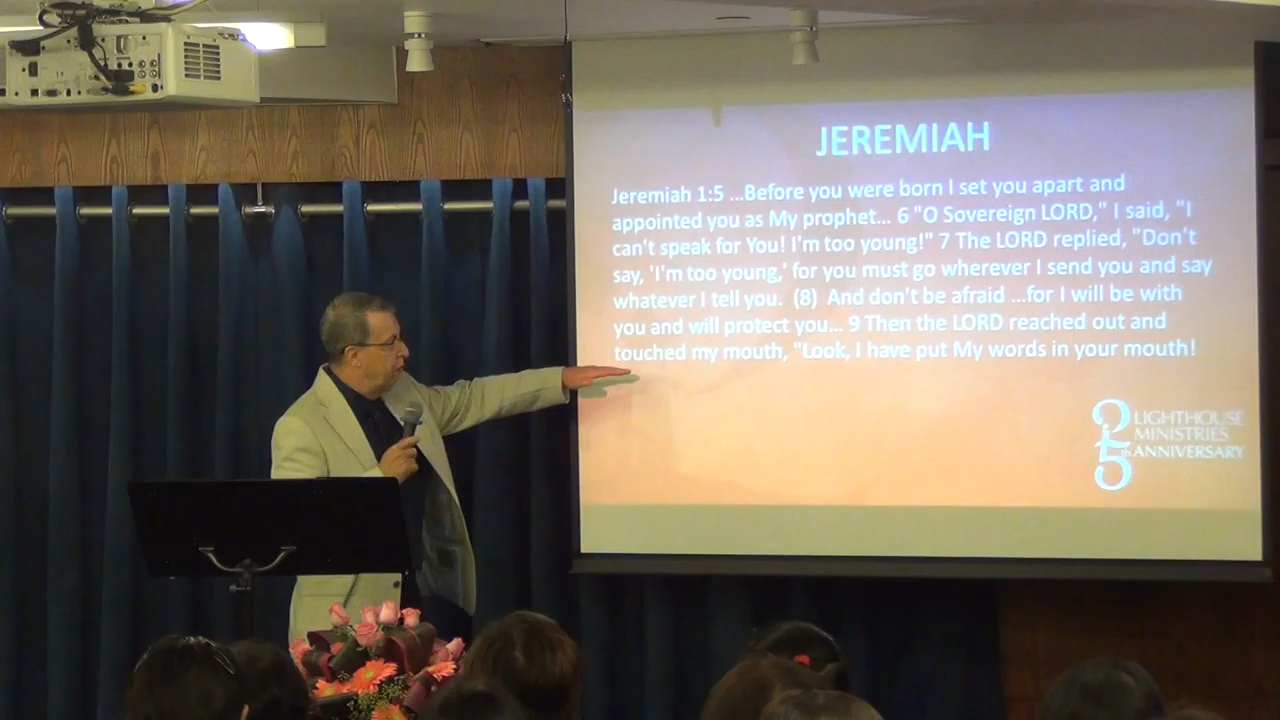 JEREMIAH
Jeremiah 1:5 ...Before you were born I set you apart and
appointed you as My prophet... 6 "O Sovereign LORD," I said, "I
can't speak for You! I'm too young!" 7 The LORD replied, "Don't
say, 'I'm too young,' for you must go wherever I send you and say
whatever I tell you. (8) And don't be afraid ...for I will be with
you and will protect you... 9 Then the LORD reached out and
touched my mouth, "Look, I have put My words in your mouth!
25th
LIGHTHOUSE
MINISTRIES
ANNIVERSARY